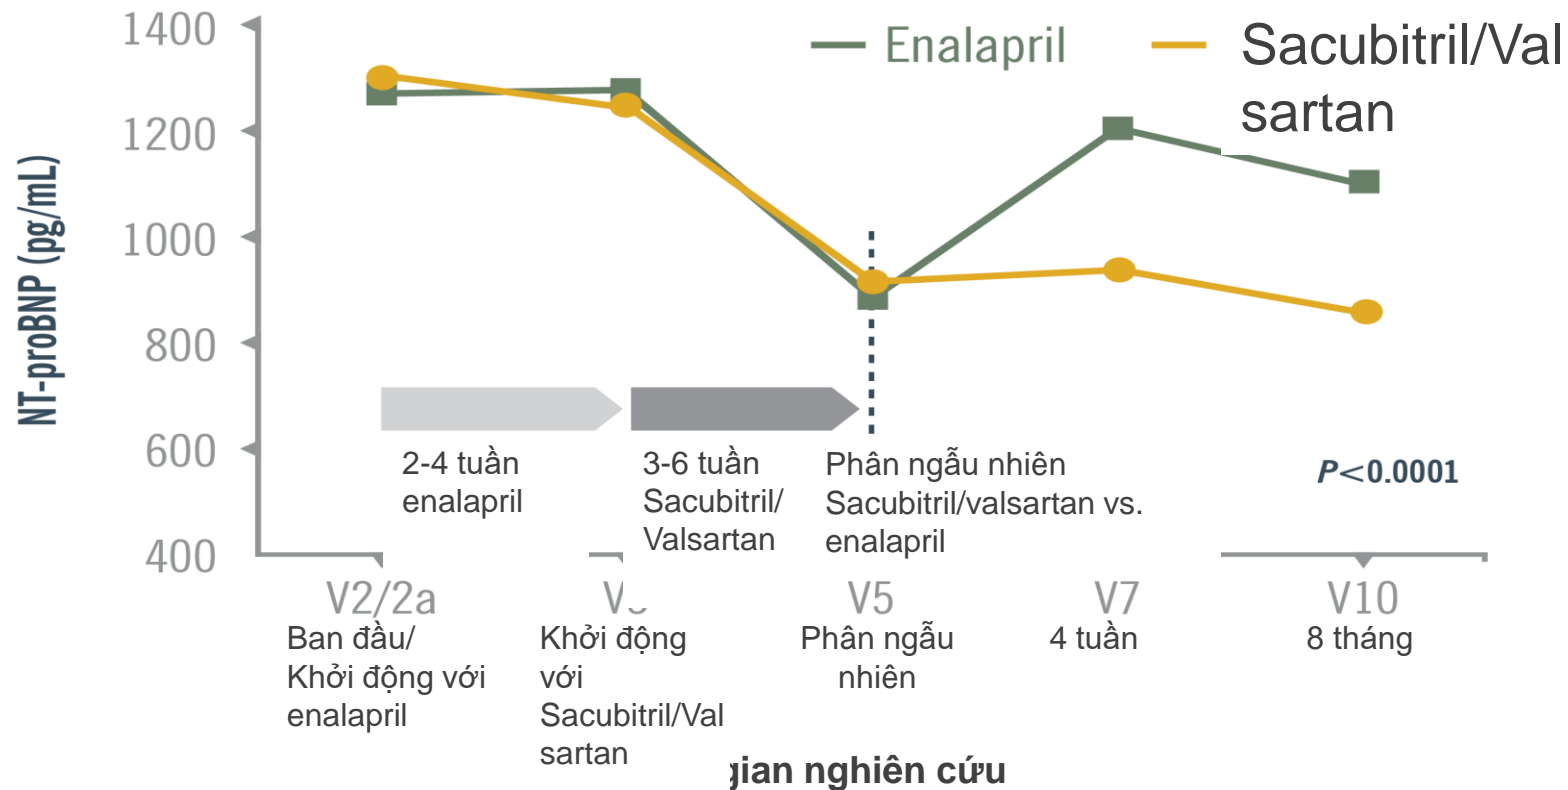 1400
Enalapril
Sacubitril/Val
sartan
1200
1000
800
600
400
NT-proBNP (pg/mL)
2-4 tuần
enalapril
3-6 tuần
Sacubitril/
Valsartan
Phân ngẫu nhiên
Sacubitril/valsartan vs.
enalapril
P<0.0001
V2/2a
V5
V7
V10
Ban đầu/
Khởi động với
enalapril
Khởi động
với
Sacubitril/Val
sartan
Phân ngẫu
nhiên
4 tuần
8 tháng
gian nghiên cứu